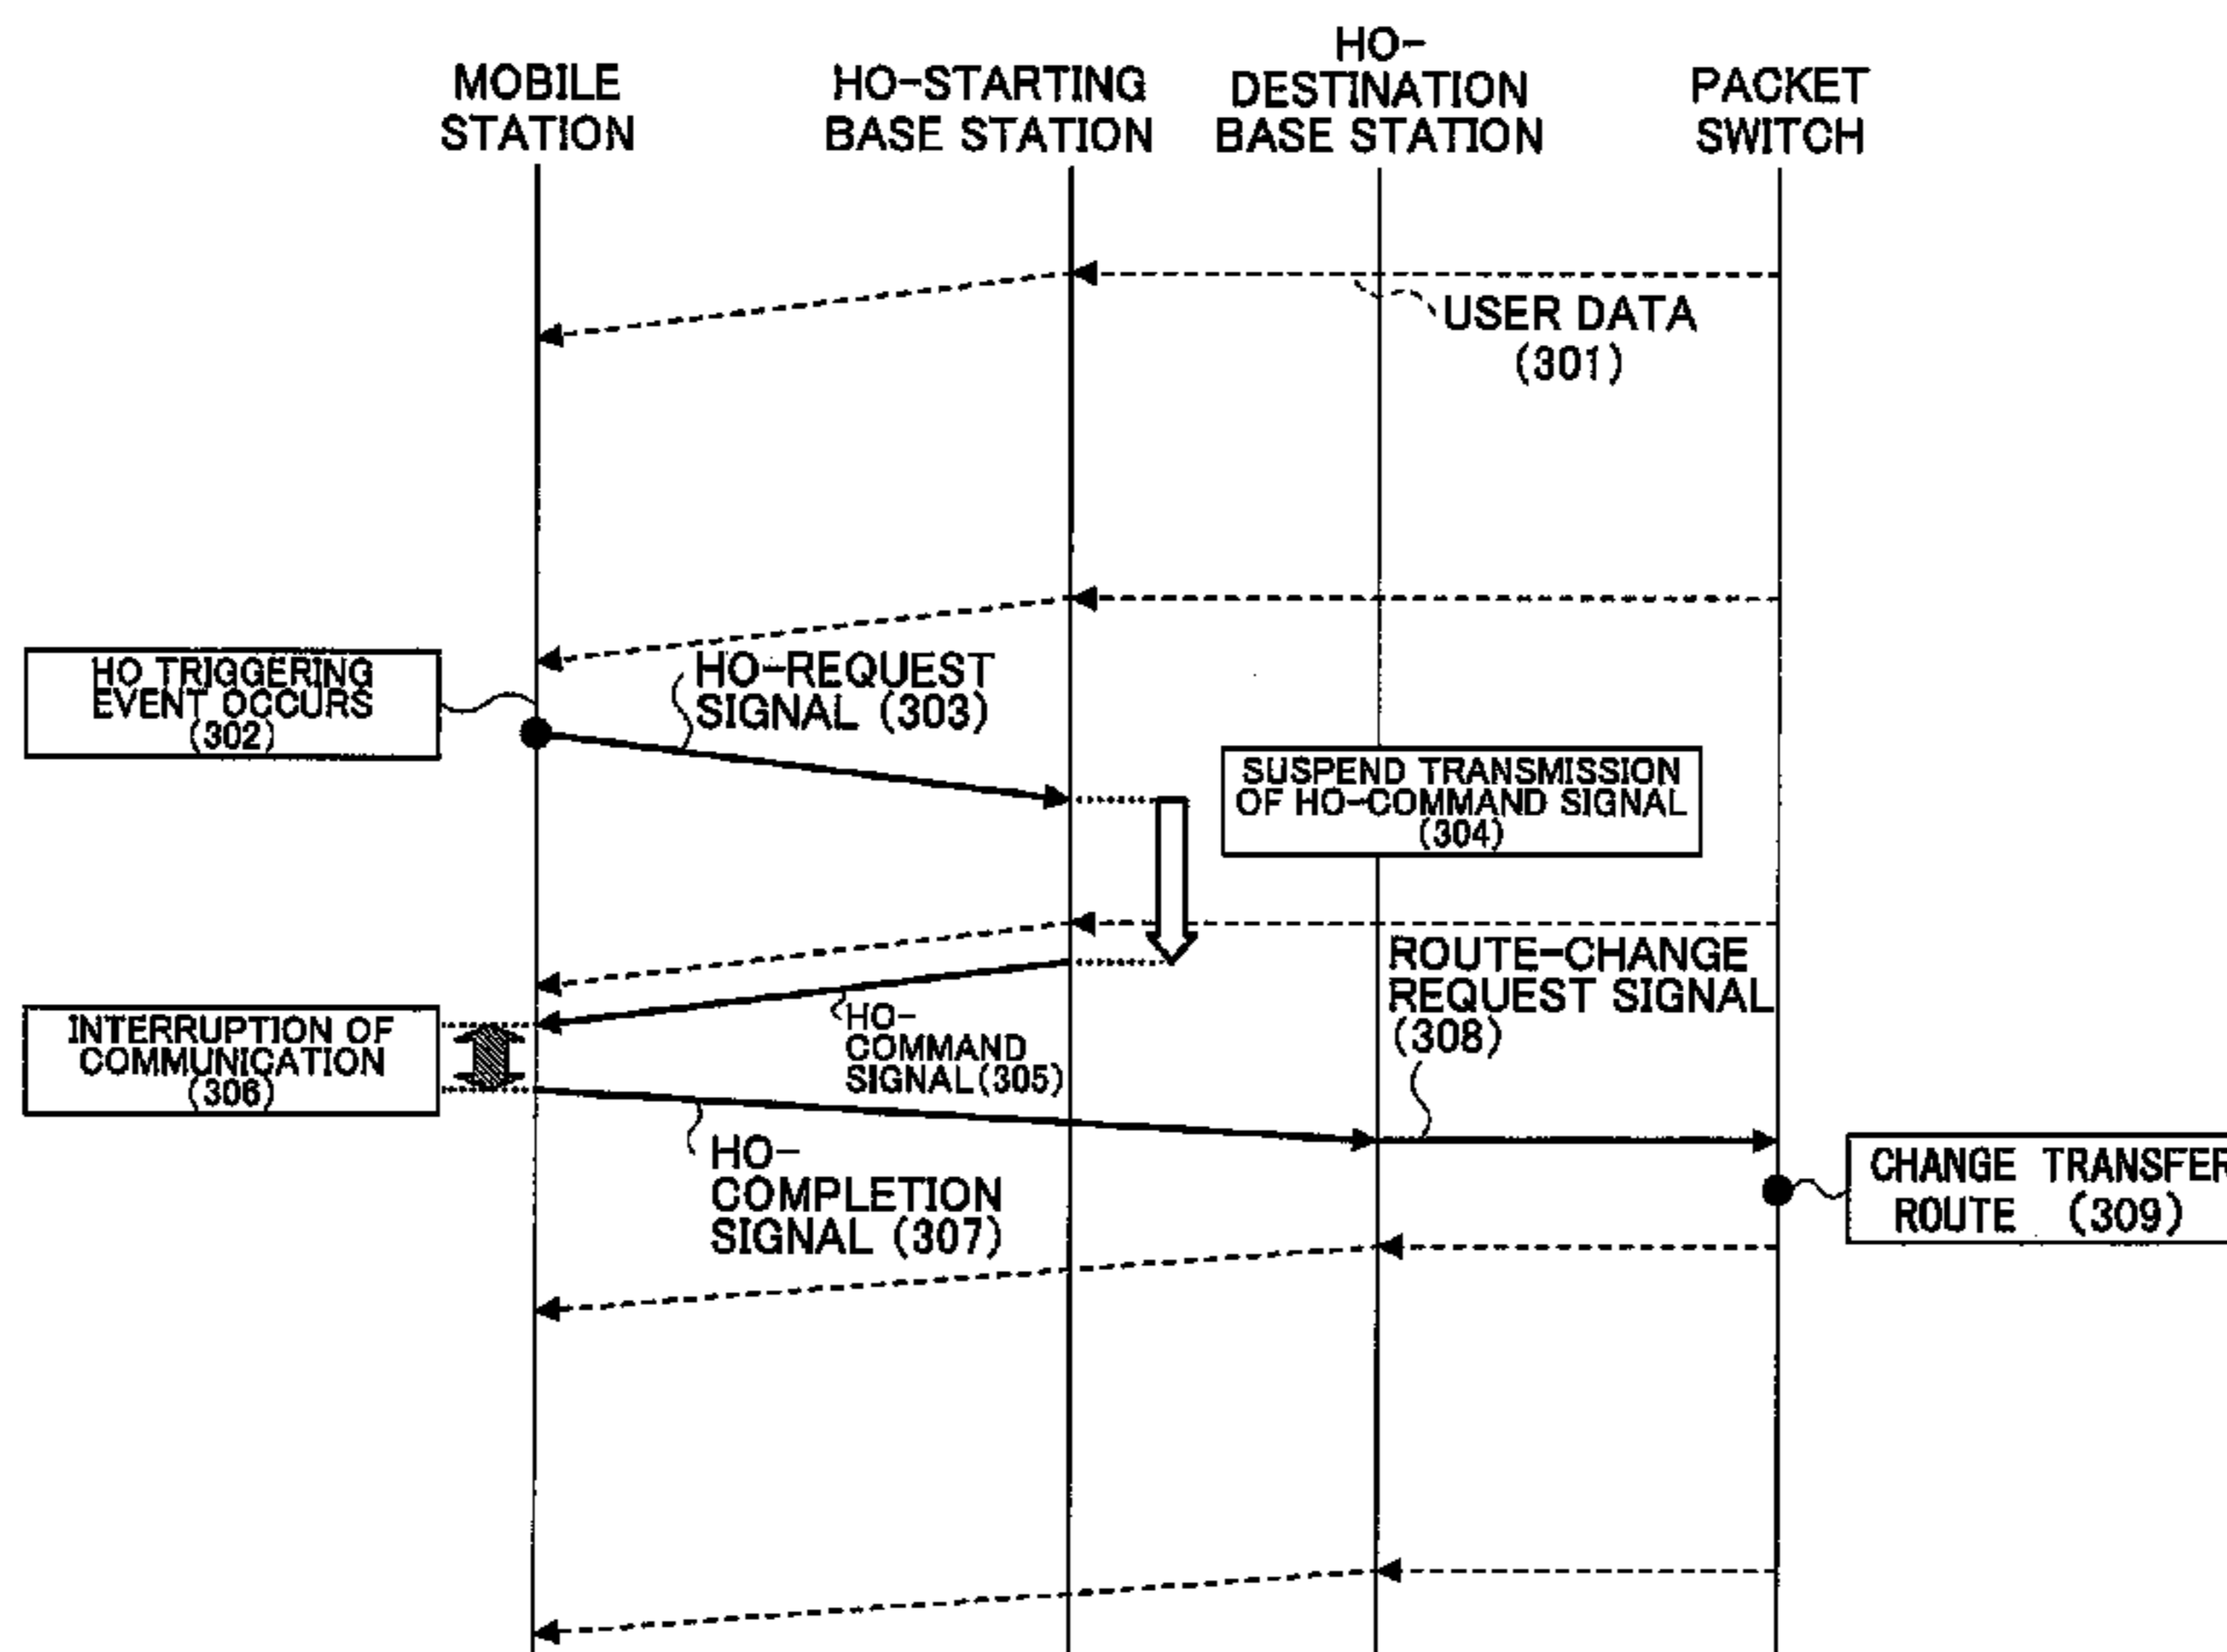 MOBILE
STATION
HO-STARTING
BASE STATION
HO-
DESTINATION
BASE STATION
PACKET
SWITCH
USER DATA
(301)
HO TRIGGERING
EVENT OCCURS
(302)
HO-REQUEST
SIGNAL (303)
SUSPEND TRANSMISSION
OF HO-COMMAND SIGNAL
(304)
ROUTE-CHANGE
REQUEST SIGNAL
(308)
INTERRUPTION OF
COMMUNICATION
(306)
HO-
COMMAND
SIGNAL(305)
HO-
COMPLETION
SIGNAL (307)
CHANGE TRANSFER
ROUTE (309)